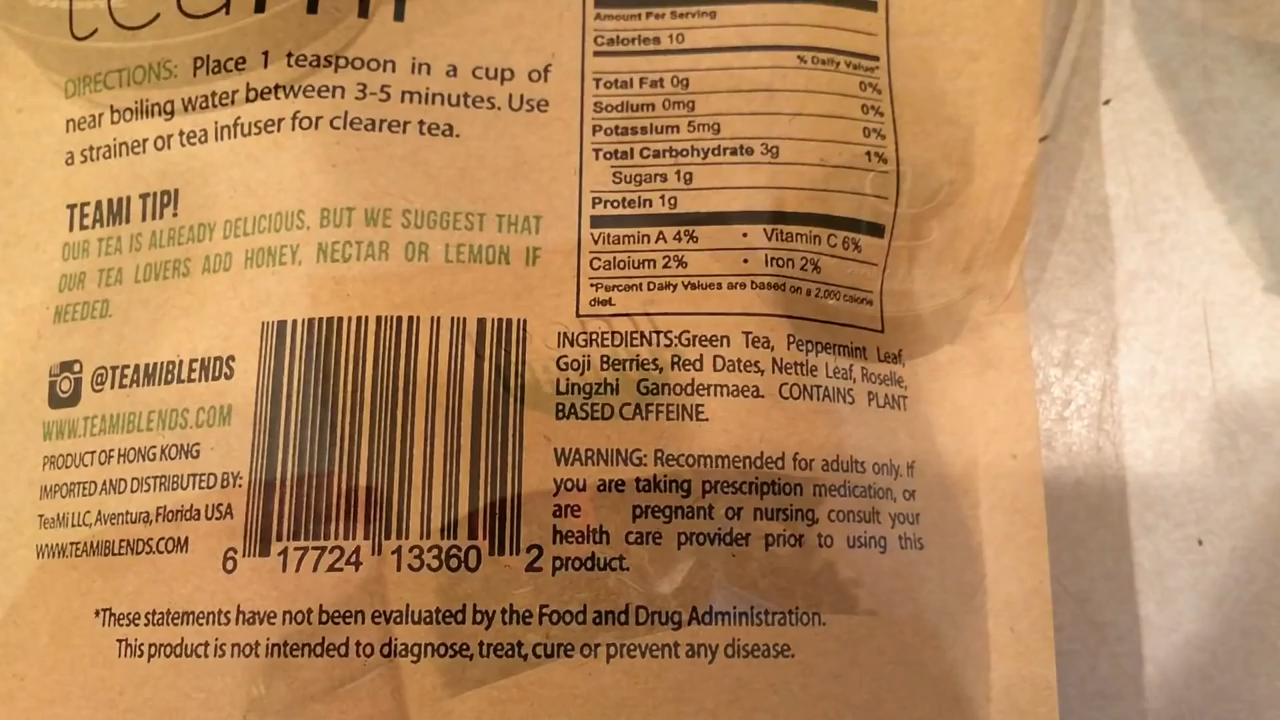 teami
DIRECTIONS: Place 1 teaspoon in a cup of
near boiling water between 3-5 minutes. Use
a strainer or tea infuser for clearer tea.
TEAMI TIP!
OUR TEA IS ALREADY DELICIOUS, BUT WE SUGGEST THAT
OUR TEA LOVERS ADD HONEY, NECTAR OR LEMON IF
NEEDED.
@TEAMIBLENDS
WWW.TEAMIBLENDS.COM
PRODUCT OF HONG KONG
IMPORTED AND DISTRIBUTED BY:
TeaMi LLC, Aventura, Florida USA
WWW.TEAMIBLENDS.COM
6 17724 13360 2
Amount Per Serving
Calories 10
% Daily Value*
Total Fat 0g 0%
Sodium 0mg 0%
Potassium 5mg 0%
Total Carbohydrate 3g 1%
Sugars 1g
Protein 1g
Vitamin A 4% • Vitamin C 6%
Calcium 2% • Iron 2%
*Percent Daily Values are based on a 2,000 calorie
diet.
INGREDIENTS:Green Tea, Peppermint Leaf,
Goji Berries, Red Dates, Nettle Leaf, Roselle,
Lingzhi Ganodermaea. CONTAINS PLANT
BASED CAFFEINE.
WARNING: Recommended for adults only. If
you are taking prescription medication, or
are pregnant or nursing, consult your
health care provider prior to using this
product.
*These statements have not been evaluated by the Food and Drug Administration.
This product is not intended to diagnose, treat, cure or prevent any disease.